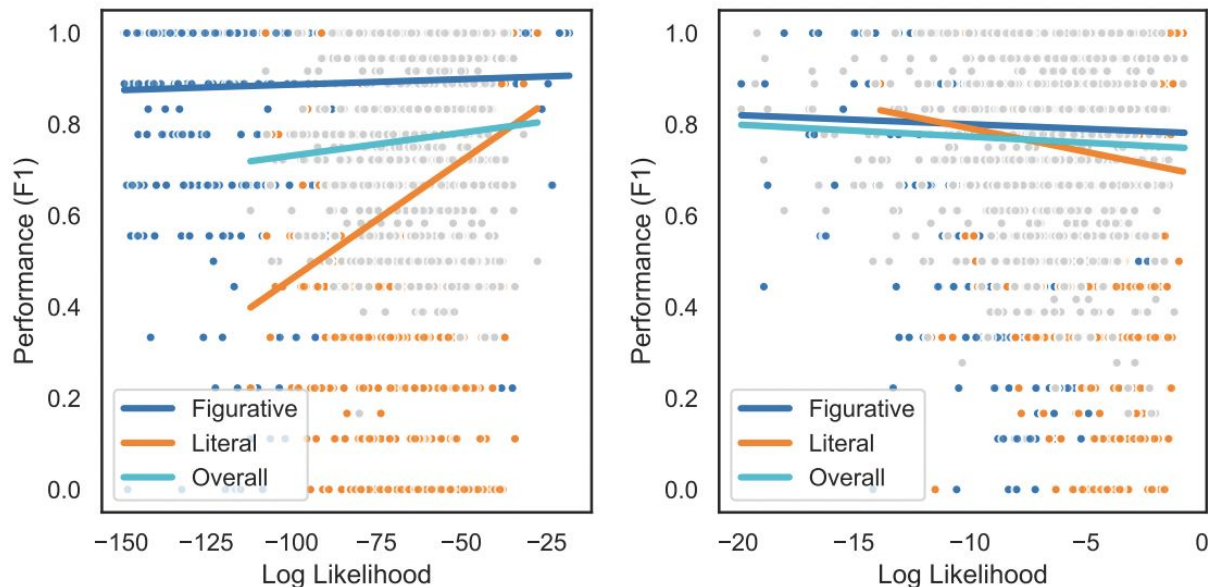 1.0
0.8
0.6
0.4
0.2
0.0
Performance (F1)
Figurative
Literal
Overall
−150 −125 −100 −75 −50 −25
Log Likelihood
1.0
0.8
0.6
0.4
0.2
0.0
Performance (F1)
Figurative
Literal
Overall
−20 −15 −10 −5 0
Log Likelihood